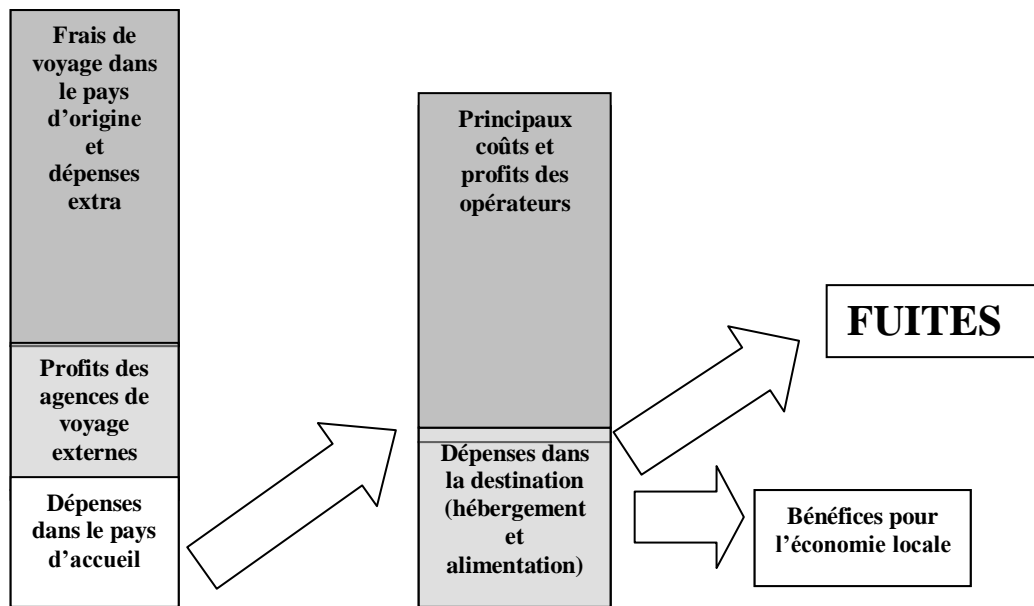 Frais de
voyage dans
le pays
d’origine
et
dépenses
extra
Profits des
agences de
voyage
externes
Dépenses
dans le pays
d’accueil
Principaux
coûts et
profits des
opérateurs
Dépenses dans
la destination
(hébergement
et
alimentation)
FUITES
Bénéfices pour
l’économie locale